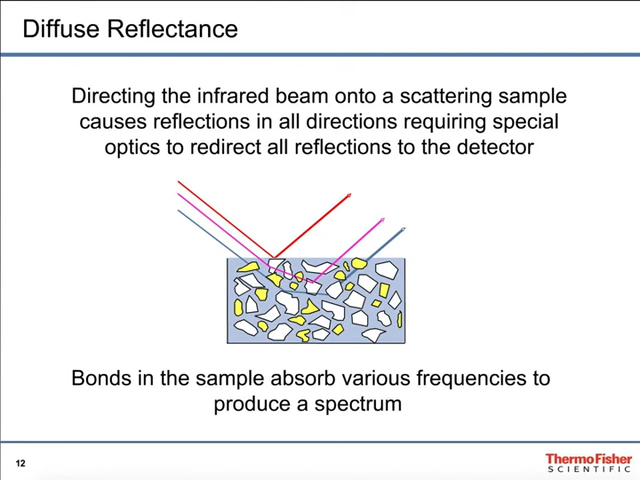 Diffuse Reflectance
Directing the infrared beam onto a scattering sample
causes reflections in all directions requiring special
optics to redirect all reflections to the detector
Bonds in the sample absorb various frequencies to
produce a spectrum
12
ThermoFisher
SCIENTIFIC